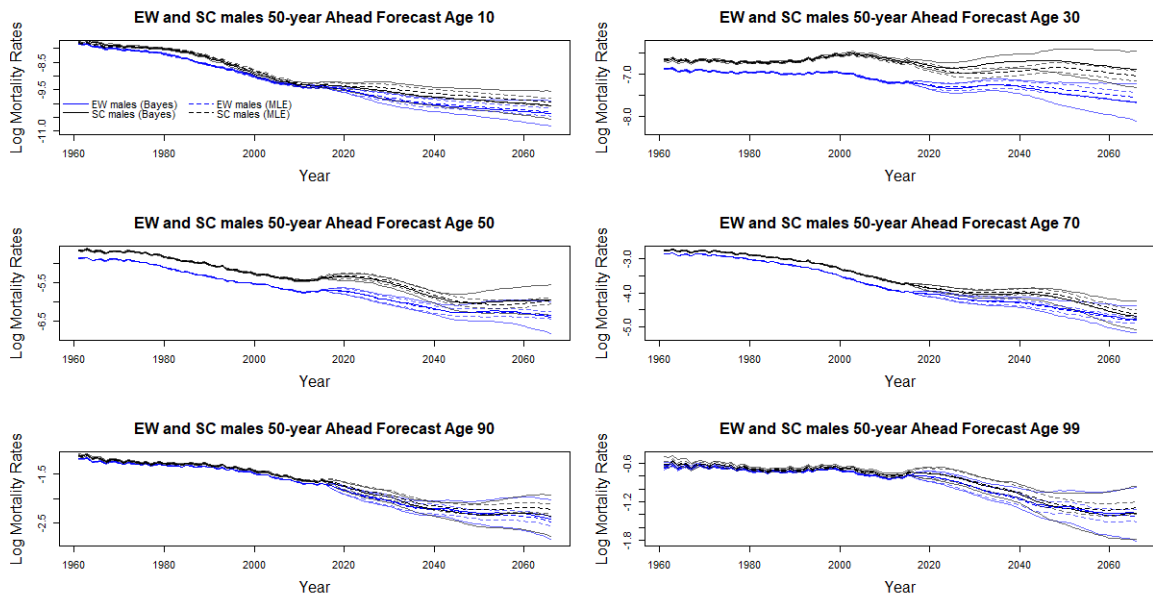 EW and SC males 50-year Ahead Forecast Age 10
Log Mortality Rates
-8.5
-9.5
-11.0
EW males (Bayes)
SC males (Bayes)
EW males (MLE)
SC males (MLE)
1960 1980 2000 2020 2040 2060
Year
EW and SC males 50-year Ahead Forecast Age 30
Log Mortality Rates
-7.0
-8.0
1960 1980 2000 2020 2040 2060
Year
EW and SC males 50-year Ahead Forecast Age 50
Log Mortality Rates
-5.5
-6.5
1960 1980 2000 2020 2040 2060
Year
EW and SC males 50-year Ahead Forecast Age 70
Log Mortality Rates
-3.0
-4.0
-5.0
1960 1980 2000 2020 2040 2060
Year
EW and SC males 50-year Ahead Forecast Age 90
Log Mortality Rates
-1.5
-2.5
1960 1980 2000 2020 2040 2060
Year
EW and SC males 50-year Ahead Forecast Age 99
Log Mortality Rates
-0.6
-1.2
-1.8
1960 1980 2000 2020 2040 2060
Year